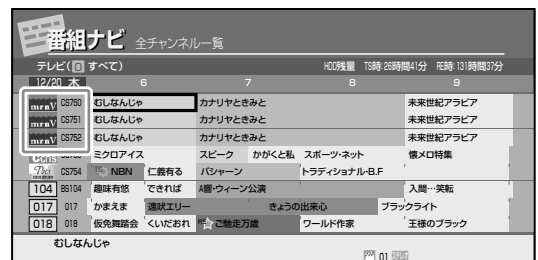 番組ナビ 全チャンネル一覧
テレビ( 0 すべて) HDD残量 TS時:26時間41分 RE時:131時間37分
12/20 木 6 7 8 9
mrnV CS750 むしなんじゃ カナリヤときみと 未来世紀アラビア
mrnV CS751 むしなんじゃ カナリヤときみと 未来世紀アラビア
mrnV CS752 むしなんじゃ カナリヤときみと 未来世紀アラビア
ミクロアイス スピーク かがくと私 スポーツ・ネット 懐メロ特集
CS754 NBN 仁義有る パジャーン トラディショナル・B.F
104 BS104 趣味有悠 できれば A響・ウィーン公演 入間…笑転
017 017 かまえま 遠吠エリー きょうの出来心 ブラックライト
018 018 仮免舞踏会 くいだおれ ☆ご馳走万歳 ワールド作家 王様のブラック
むしなんじゃ
01